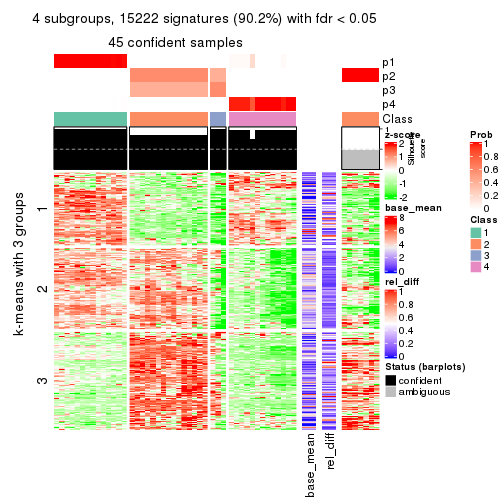 4 subgroups, 15222 signatures (90.2%) with fdr < 0.05
45 confident samples
p1
p2
p3
p4
Class
1
Silhouette
score
k-means with 3 groups
1
2
3
base_mean
rel_diff
z-score
2
1
0
-1
-2
base_mean
8
6
4
2
0
rel_diff
1
0.8
0.6
0.4
0.2
0
Status (barplots)
confident
ambiguous
Prob
1
0.8
0.6
0.4
0.2
0
Class
1
2
3
4